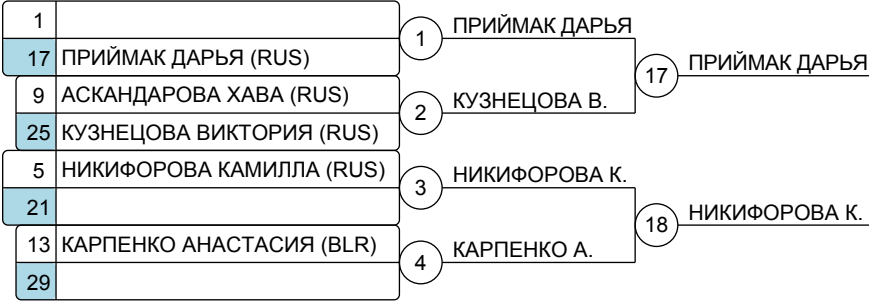 1
17 ПРИЙМАК ДАРЬЯ (RUS)
9 АСКАНДАРОВА ХАВА (RUS)
25 КУЗНЕЦОВА ВИКТОРИЯ (RUS)
5 НИКИФОРОВА КАМИЛЛА (RUS)
21
13 КАРПЕНКО АНАСТАСИЯ (BLR)
29
1 ПРИЙМАК ДАРЬЯ
2 КУЗНЕЦОВА В.
3 НИКИФОРОВА К.
4 КАРПЕНКО А.
17 ПРИЙМАК ДАРЬЯ
18 НИКИФОРОВА К.